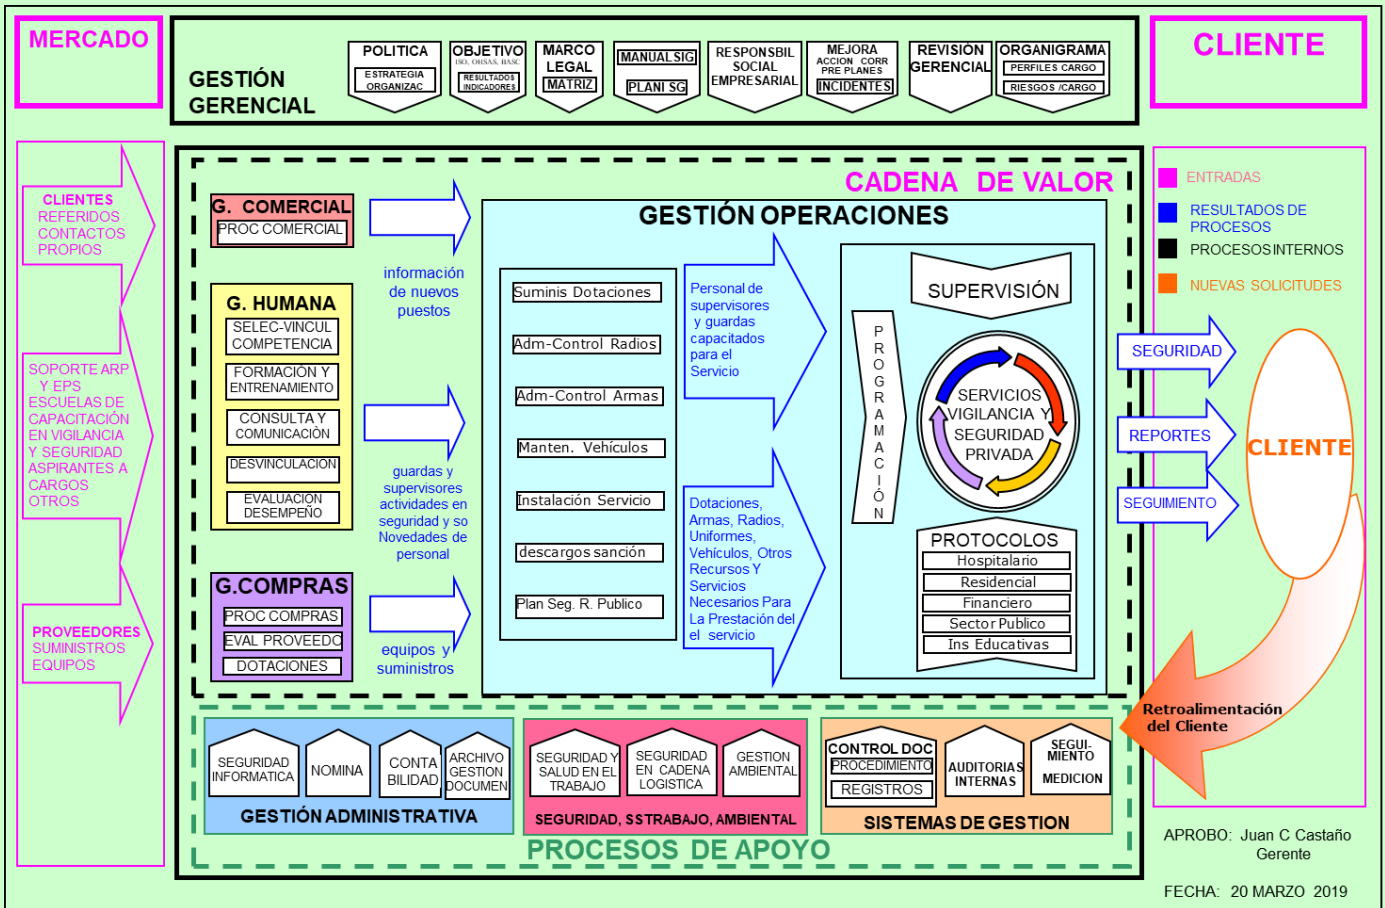 MERCADO
GESTIÓN
GERENCIAL
POLITICA
ESTRATEGIA
ORGANIZAC
OBJETIVO
ISO, OHSAS, BASC
RESULTADOS
INDICADORES
MARCO
LEGAL
MATRIZ
MANUAL SIG
PLANI SG
RESPONSBIL
SOCIAL
EMPRESARIAL
MEJORA
ACCION CORR
PRE PLANES
INCIDENTES
REVISIÒN
GERENCIAL
ORGANIGRAMA
PERFILES CARGO
RIESGOS /CARGO
CLIENTE
CLIENTES
REFERIDOS
CONTACTOS
PROPIOS
SOPORTE ARP
Y EPS
ESCUELAS DE
CAPACITACIÓN
EN VIGILANCIA
Y SEGURIDAD
ASPIRANTES A
CARGOS
OTROS
PROVEEDORES
SUMINISTROS
EQUIPOS
CADENA DE VALOR
G. COMERCIAL
PROC COMERCIAL
información
de nuevos
puestos
G. HUMANA
SELEC-VINCUL
COMPETENCIA
FORMACIÓN Y
ENTRENAMIENTO
CONSULTA Y
COMUNICACIÒN
DESVINCULACION
EVALUACIÓN
DESEMPEÑO
guardas y
supervisores
actividades en
seguridad y so
Novedades de
personal
G.COMPRAS
PROC COMPRAS
EVAL PROVEEDO
DOTACIONES
equipos y
suministros
GESTIÓN OPERACIONES
Suminis Dotaciones
Adm-Control Radios
Adm-Control Armas
Manten. Vehículos
Instalación Servicio
descargos sanción
Plan Seg. R. Publico
Personal de
supervisores
y guardas
capacitados
para el
Servicio
Dotaciones,
Armas, Radios,
Uniformes,
Vehículos, Otros
Recursos Y
Servicios
Necesarios Para
La Prestación del
el servicio
PROGRAMACIÓN
SUPERVISIÓN
SERVICIOS
VIGILANCIA Y
SEGURIDAD
PRIVADA
PROTOCOLOS
Hospitalario
Residencial
Financiero
Sector Publico
Ins Educativas
ENTRADAS
RESULTADOS DE
PROCESOS
PROCESOS INTERNOS
NUEVAS SOLICITUDES
SEGURIDAD
REPORTES
SEGUIMIENTO
CLIENTE
Retroalimentación
del Cliente
SEGURIDAD
INFORMATICA
NOMINA
CONTA
BILIDAD
ARCHIVO
GESTION
DOCUMEN
GESTIÓN ADMINISTRATIVA
SEGURIDAD Y
SALUD EN EL
TRABAJO
SEGURIDAD
EN CADENA
LOGISTICA
GESTION
AMBIENTAL
SEGURIDAD, SSTRABAJO, AMBIENTAL
CONTROL DOC
PROCEDIMIENTO
REGISTROS
AUDITORIAS
INTERNAS
SEGUI-
MIENTO
MEDICION
SISTEMAS DE GESTION
PROCESOS DE APOYO
APROBO: Juan C Castaño
Gerente
FECHA: 20 MARZO 2019